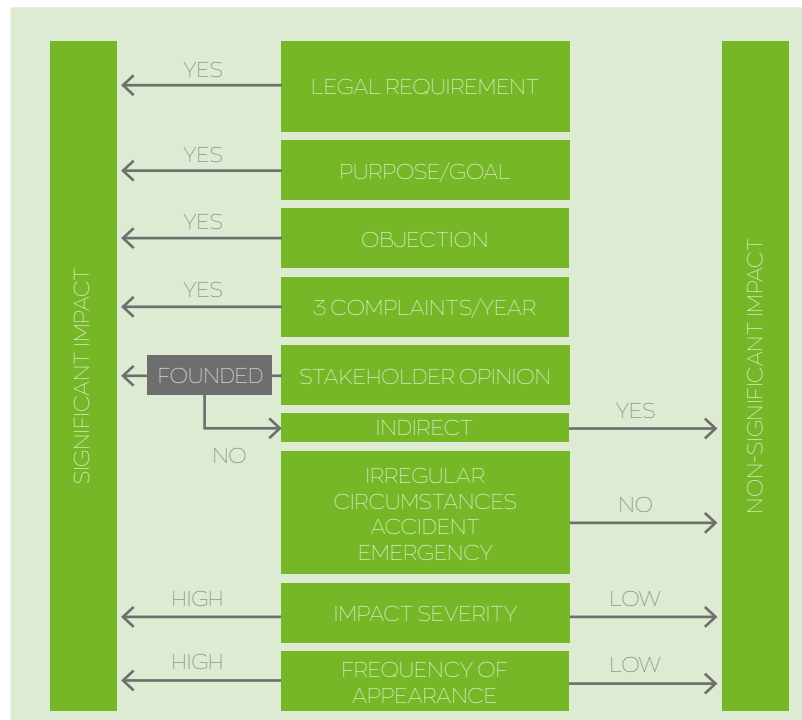 SIGNIFICANT IMPACT
YES
LEGAL REQUIREMENT
YES
PURPOSE/GOAL
YES
OBJECTION
YES
3 COMPLAINTS/YEAR
FOUNDED
STAKEHOLDER OPINION
NO
INDIRECT
YES
IRREGULAR
CIRCUMSTANCES
ACCIDENT
EMERGENCY
NO
HIGH
IMPACT SEVERITY
LOW
HIGH
FREQUENCY OF
APPEARANCE
LOW
NON-SIGNIFICANT IMPACT